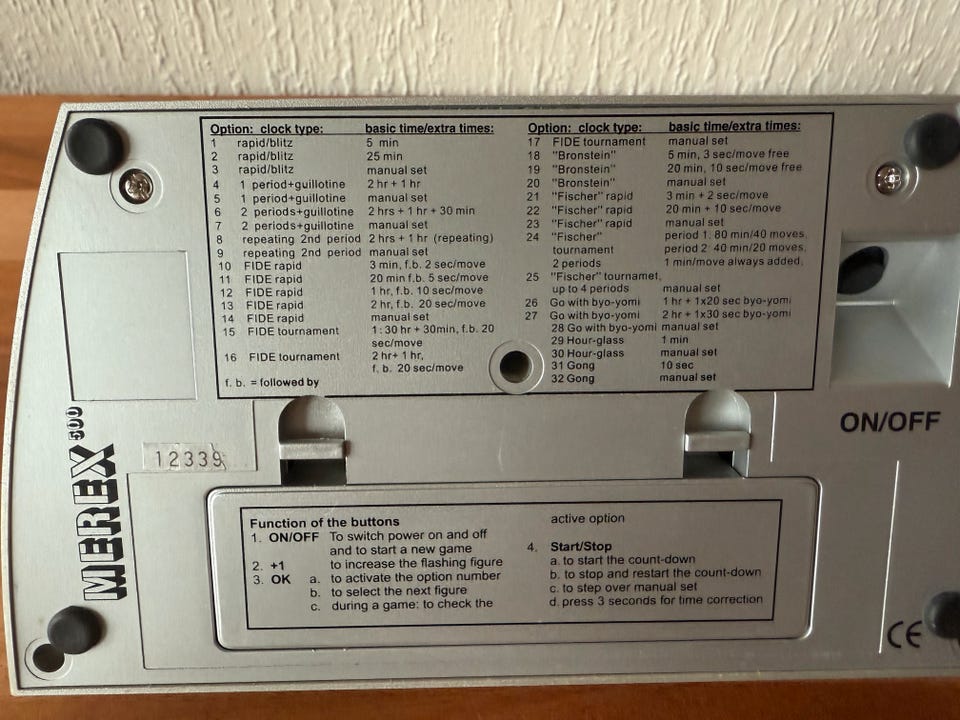 Option: clock type: basic time/extra times:
1 rapid/blitz 5 min
2 rapid/blitz 25 min
3 rapid/blitz manual set
4 1 period+guillotine 2 hr + 1 hr
5 1 period+guillotine manual set
6 2 periods+guillotine 2 hrs + 1 hr + 30 min
7 2 periods+guillotine manual set
8 repeating 2nd period 2 hrs + 1 hr (repeating)
9 repeating 2nd period manual set
10 FIDE rapid 3 min, f.b. 2 sec/move
11 FIDE rapid 20 min f.b. 5 sec/move
12 FIDE rapid 1 hr, f.b. 10 sec/move
13 FIDE rapid 2 hr, f.b. 20 sec/move
14 FIDE rapid manual set
15 FIDE tournament 1:30 hr + 30min, f.b. 20
sec/move
16 FIDE tournament 2 hr+ 1 hr,
f. b. 20 sec/move
f. b. = followed by
Option: clock type: basic time/extra times:
17 FIDE tournament manual set
18 "Bronstein" 5 min, 3 sec/move free
19 "Bronstein" 20 min, 10 sec/move free
20 "Bronstein" manual set
21 "Fischer" rapid 3 min + 2 sec/move
22 "Fischer" rapid 20 min + 10 sec/move
23 "Fischer" rapid manual set
24 "Fischer" period 1: 80 min/40 moves,
tournament period 2: 40 min/20 moves,
2 periods 1 min/move always added,
25 "Fischer" tournamet,
up to 4 periods manual set
26 Go with byo-yomi 1 hr + 1x20 sec byo-yomi
27 Go with byo-yomi 2 hr + 1x30 sec byo-yomi
28 Go with byo-yomi manual set
29 Hour-glass 1 min
30 Hour-glass manual set
31 Gong 10 sec
32 Gong manual set
ON/OFF
MEREX 500
12339
Function of the buttons
1. ON/OFF To switch power on and off
and to start a new game
2. +1 to increase the flashing figure
3. OK a. to activate the option number
b. to select the next figure
c. during a game: to check the
active option
4. Start/Stop
a. to start the count-down
b. to stop and restart the count-down
c. to step over manual set
d. press 3 seconds for time correction
CE